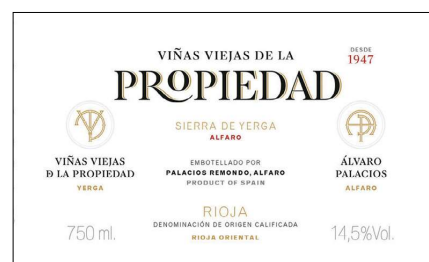 VIÑAS VIEJAS DE LA
DESDE
1947
PROPIEDAD
SIERRA DE YERGA
ALFARO
VIÑAS VIEJAS
Đ LA PROPIEDAD
YERGA
EMBOTELLADO POR
PALACIOS REMONDO, ALFARO
PRODUCT OF SPAIN
ÁLVARO
PALACIOS
ALFARO
RIOJA
DENOMINACIÓN DE ORIGEN CALIFICADA
RIOJA ORIENTAL
750 ml.
14,5%Vol.